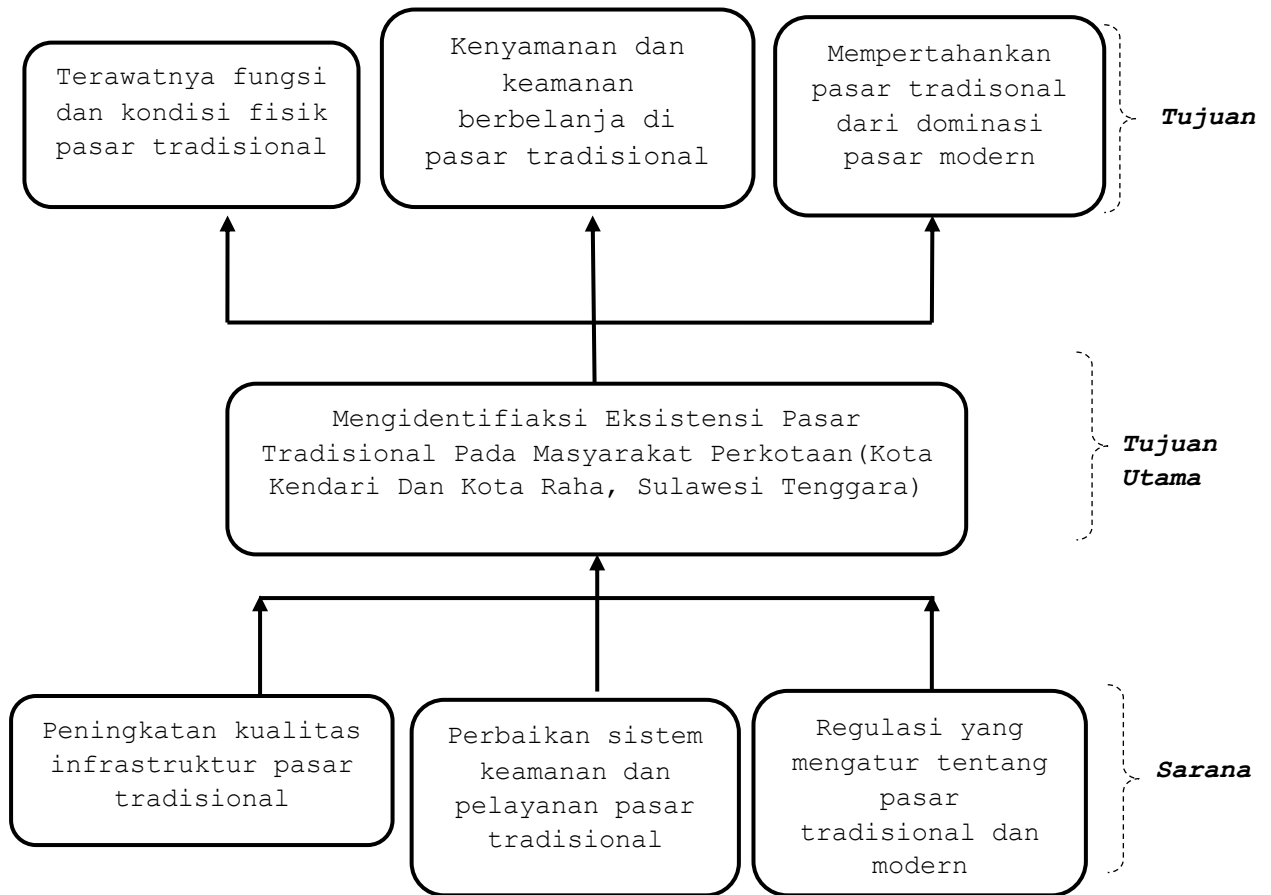 Terawatnya fungsi
dan kondisi fisik
pasar tradisional
Kenyamanan dan
keamanan
berbelanja di
pasar tradisional
Mempertahankan
pasar tradisonal
dari dominasi
pasar modern
Tujuan
Mengidentifiaksi Eksistensi Pasar
Tradisional Pada Masyarakat Perkotaan(Kota
Kendari Dan Kota Raha, Sulawesi Tenggara)
Tujuan
Utama
Peningkatan kualitas
infrastruktur pasar
tradisional
Perbaikan sistem
keamanan dan
pelayanan pasar
tradisional
Regulasi yang
mengatur tentang
pasar
tradisional dan
modern
Sarana